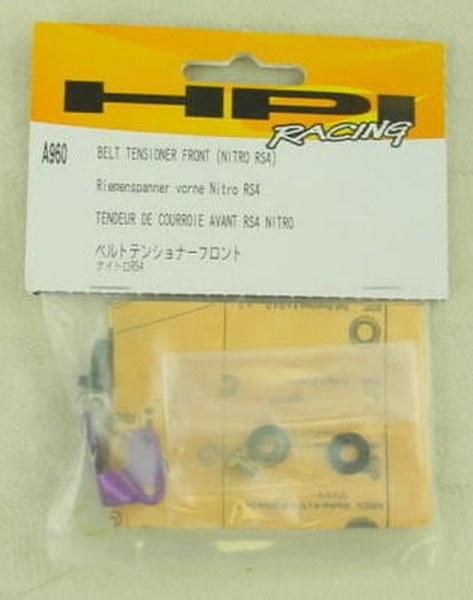 HPI
RACING
A960
BELT TENSIONER FRONT (NITRO RS4)
Riemenspanner vorne Nitro RS4
TENDEUR DE COURROIE AVANT RS4 NITRO
ベルトテンショナーフロント
ナイトロRS4